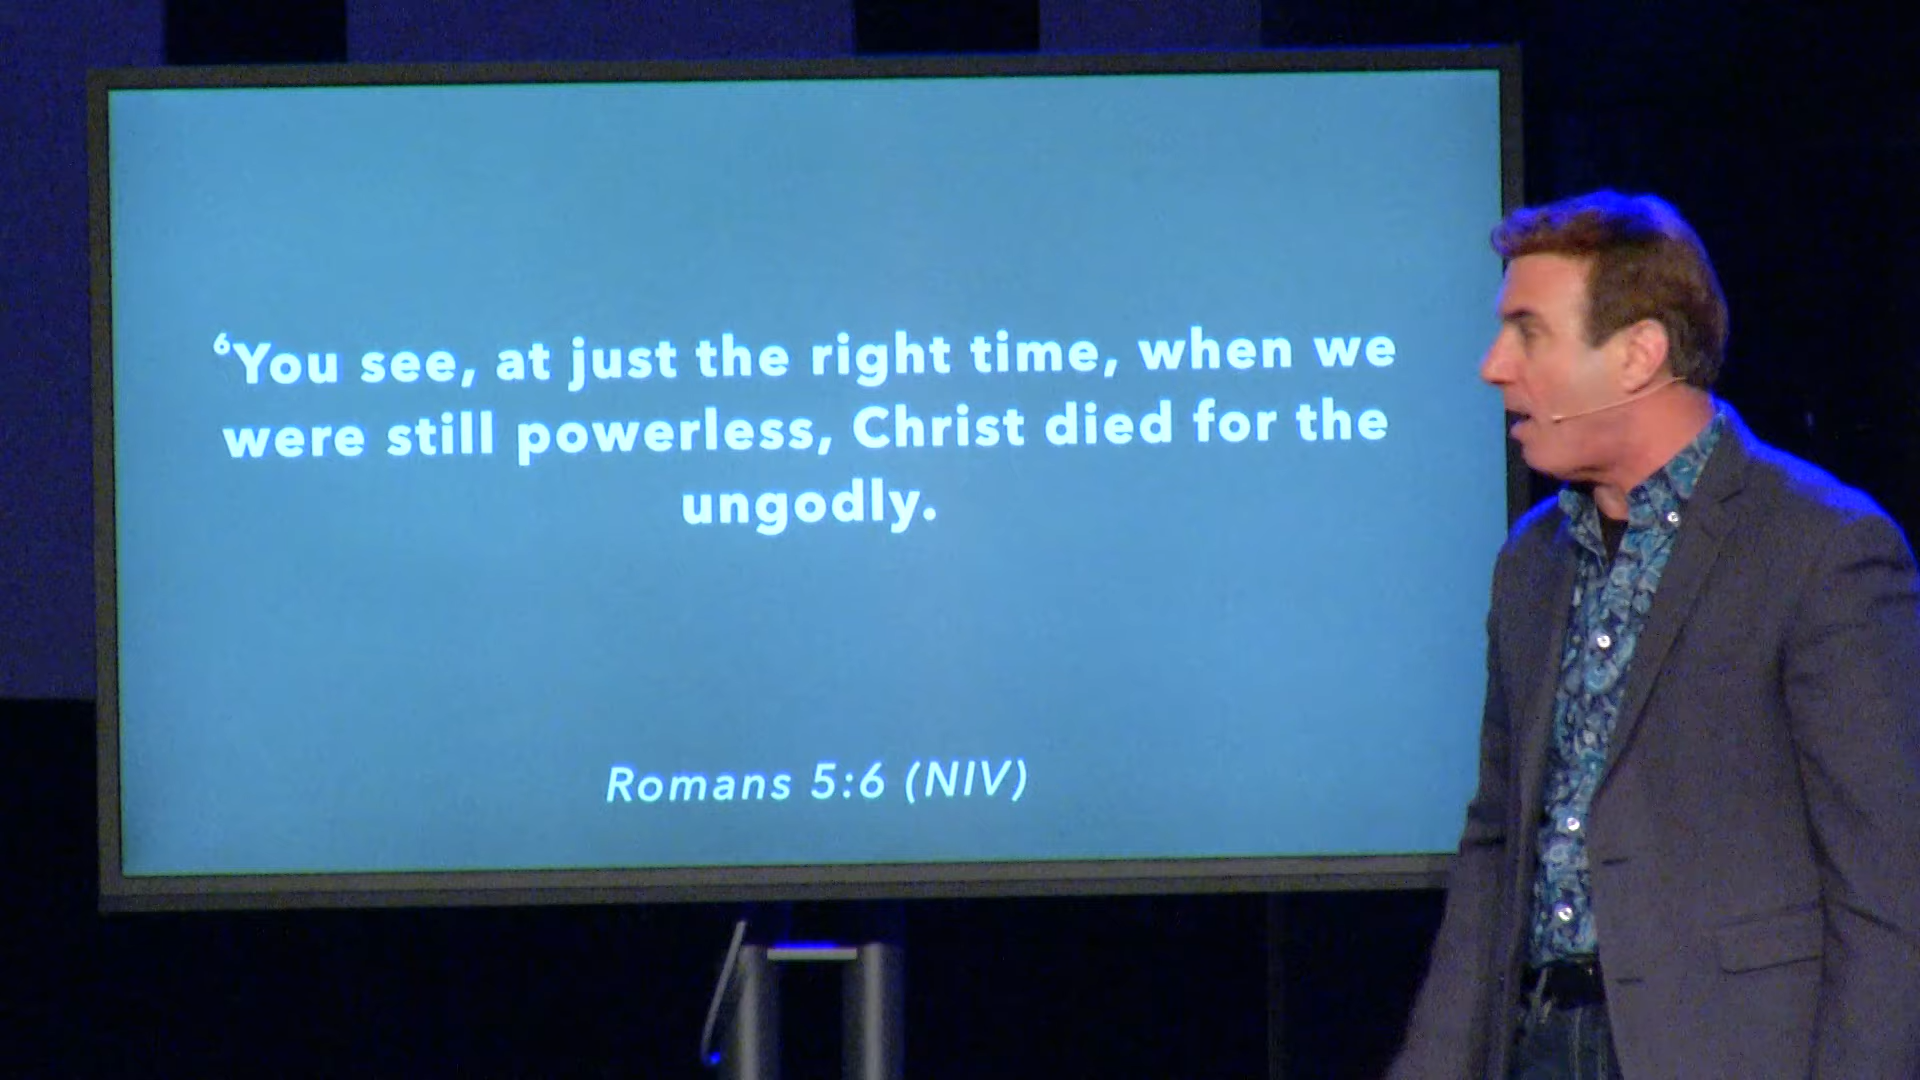 ⁶You see, at just the right time, when we
were still powerless, Christ died for the
ungodly.
Romans 5:6 (NIV)